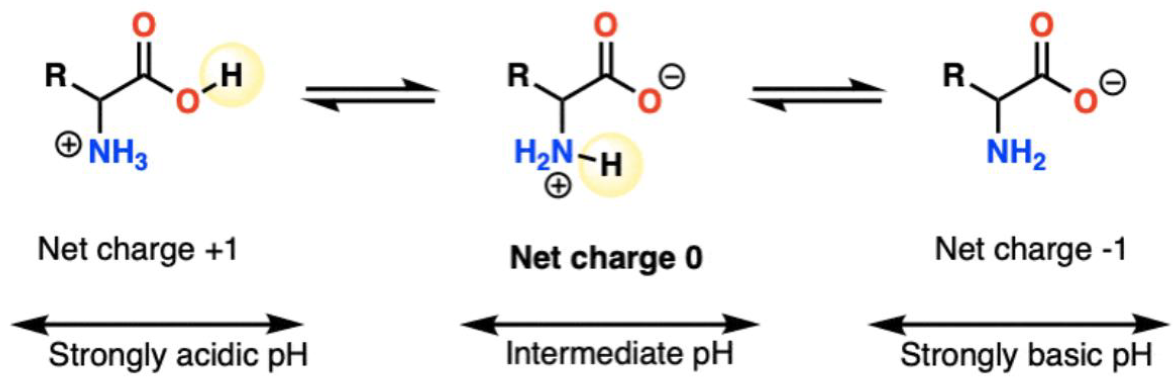 R O O H
⊕ NH₃
R O O ⊖
H₂N H
⊕
R O O ⊖
NH₂
Net charge +1
Net charge 0
Net charge -1
Strongly acidic pH
Intermediate pH
Strongly basic pH